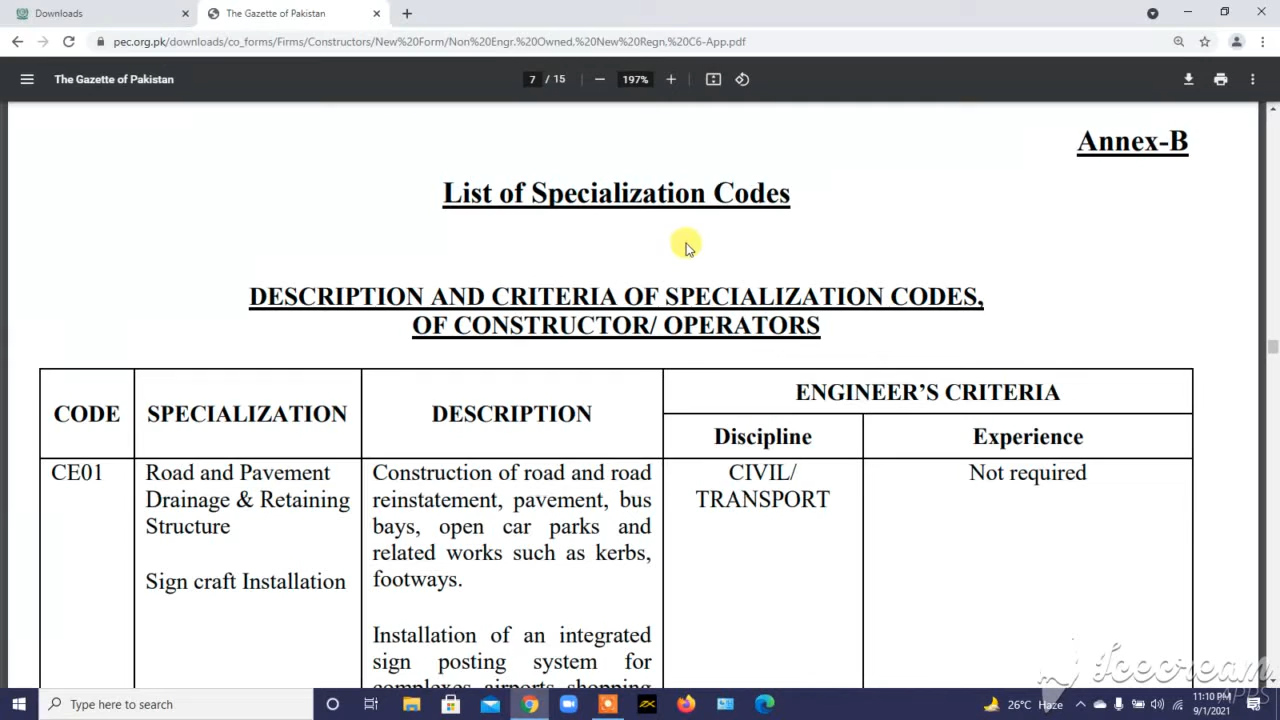 Downloads
The Gazette of Pakistan
pec.org.pk/downloads/co_forms/Firms/Constructors/New%20Form/Non%20Engr.%20Owned,%20New%20Regn,%20C6-App.pdf
The Gazette of Pakistan
7 / 15
197%
Annex-B
List of Specialization Codes
DESCRIPTION AND CRITERIA OF SPECIALIZATION CODES,
OF CONSTRUCTOR/ OPERATORS
CODE
SPECIALIZATION
DESCRIPTION
ENGINEER'S CRITERIA
Discipline
Experience
CE01
Road and Pavement
Drainage & Retaining
Structure
Sign craft Installation
Construction of road and road
reinstatement, pavement, bus
bays, open car parks and
related works such as kerbs,
footways.
Installation of an integrated
sign posting system for
complexes airports shopping
CIVIL/
TRANSPORT
Not required
Icecream
APPS
Type here to search
26°C Haze
11:10 PM
9/1/2021